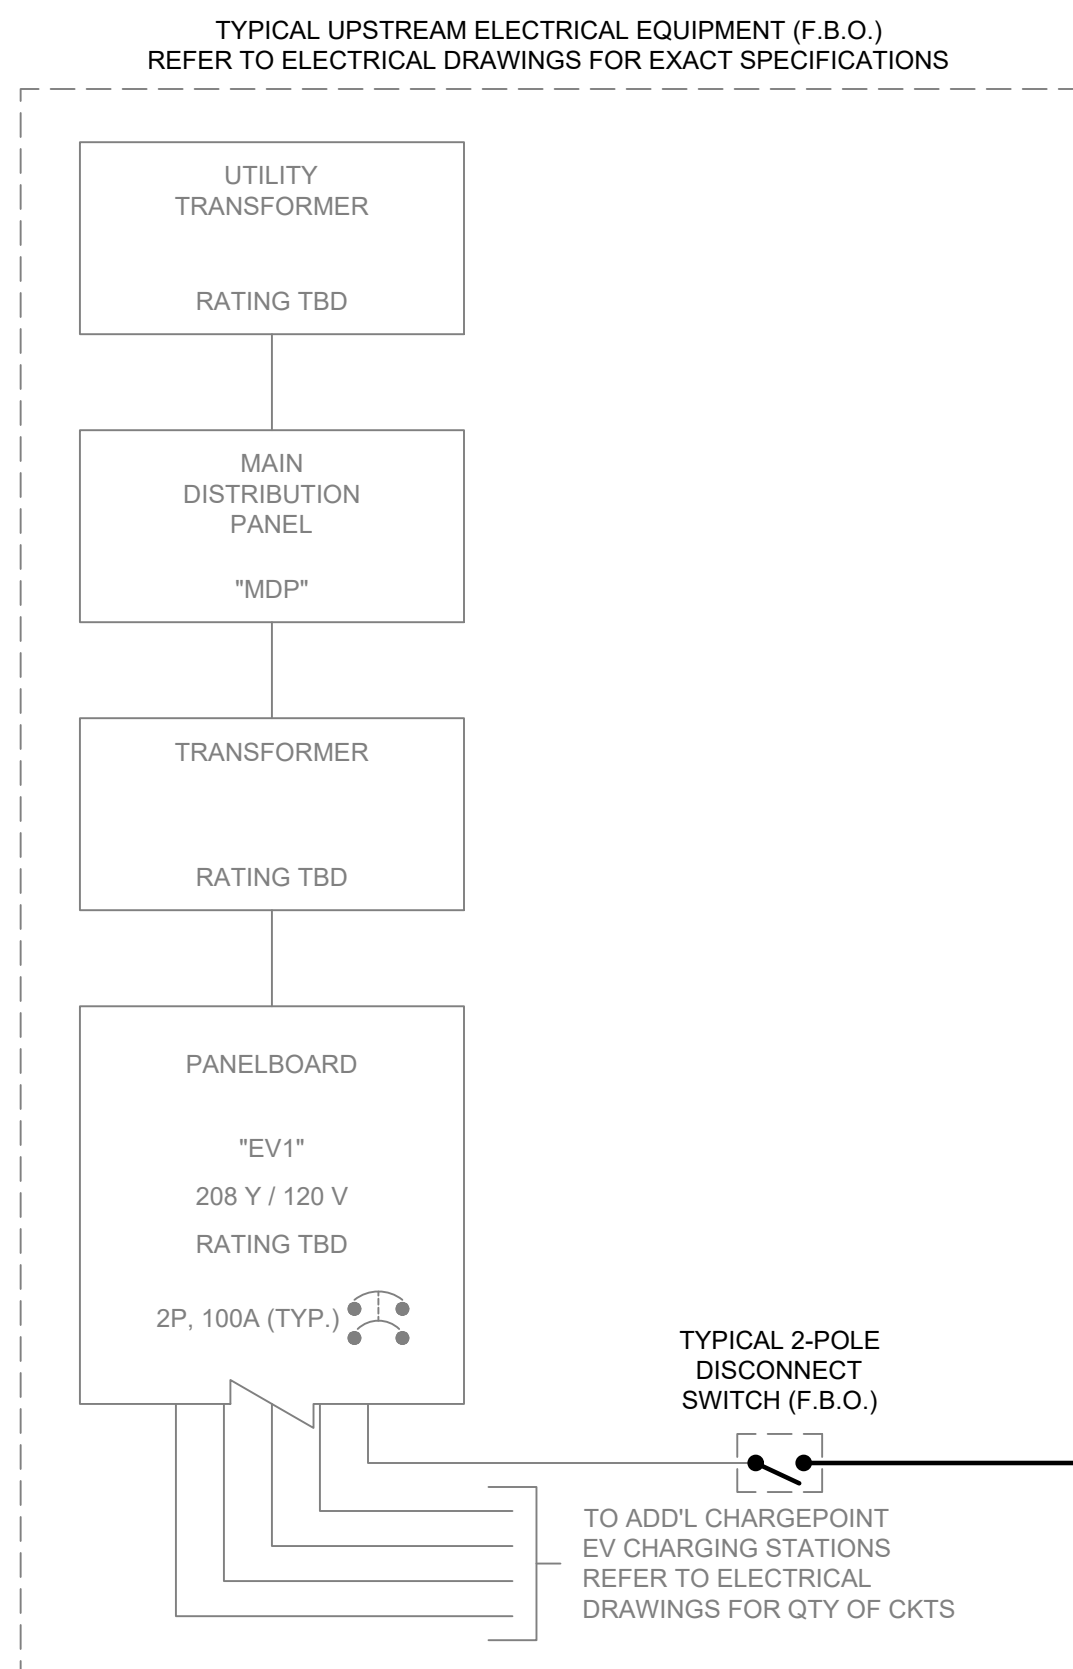 TYPICAL UPSTREAM ELECTRICAL EQUIPMENT (F.B.O.)
REFER TO ELECTRICAL DRAWINGS FOR EXACT SPECIFICATIONS
UTILITY
TRANSFORMER
RATING TBD
MAIN
DISTRIBUTION
PANEL
"MDP"
TRANSFORMER
RATING TBD
PANELBOARD
"EV1"
208 Y / 120 V
RATING TBD
2P, 100A (TYP.)
TYPICAL 2-POLE
DISCONNECT
SWITCH (F.B.O.)
TO ADD'L CHARGEPOINT
EV CHARGING STATIONS
REFER TO ELECTRICAL
DRAWINGS FOR QTY OF CKTS